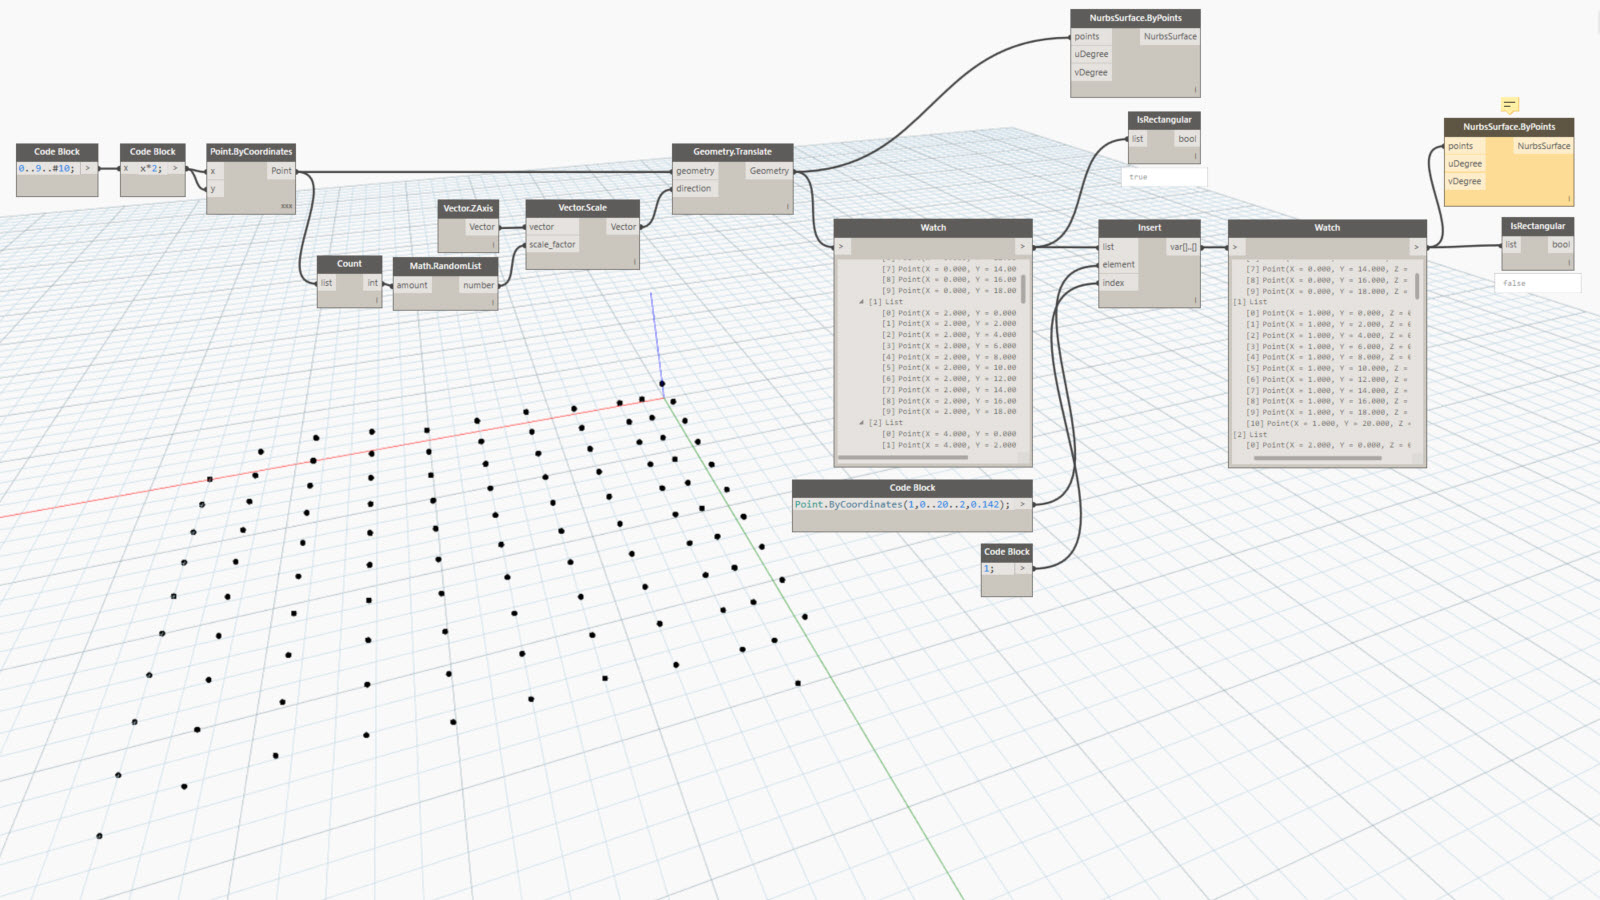 NurbsSurface.ByPoints
points NurbsSurface
uDegree
vDegree
IsRectangular
list bool
true
NurbsSurface.ByPoints
points NurbsSurface
uDegree
vDegree
IsRectangular
list bool
false
Code Block
0..9..#10; >
Code Block
x x*2; >
Point.ByCoordinates
x Point
y
xxx
Geometry.Translate
geometry Geometry
direction
Vector.ZAxis
Vector
Vector.Scale
vector Vector
scale_factor
Count
list int
Math.RandomList
amount number
Watch
> >
[7] Point(X = 0.000, Y = 14.00
[8] Point(X = 0.000, Y = 16.00
[9] Point(X = 0.000, Y = 18.00
[1] List
[0] Point(X = 2.000, Y = 0.000
[1] Point(X = 2.000, Y = 2.000
[2] Point(X = 2.000, Y = 4.000
[3] Point(X = 2.000, Y = 6.000
[4] Point(X = 2.000, Y = 8.000
[5] Point(X = 2.000, Y = 10.00
[6] Point(X = 2.000, Y = 12.00
[7] Point(X = 2.000, Y = 14.00
[8] Point(X = 2.000, Y = 16.00
[9] Point(X = 2.000, Y = 18.00
[2] List
[0] Point(X = 4.000, Y = 0.000
[1] Point(X = 4.000, Y = 2.000
Insert
list var[]..[]
element
index
Watch
> >
[7] Point(X = 0.000, Y = 14.000, Z =
[8] Point(X = 0.000, Y = 16.000, Z =
[9] Point(X = 0.000, Y = 18.000, Z =
[1] List
[0] Point(X = 1.000, Y = 0.000, Z =
[1] Point(X = 1.000, Y = 2.000, Z =
[2] Point(X = 1.000, Y = 4.000, Z =
[3] Point(X = 1.000, Y = 6.000, Z =
[4] Point(X = 1.000, Y = 8.000, Z =
[5] Point(X = 1.000, Y = 10.000, Z =
[6] Point(X = 1.000, Y = 12.000, Z =
[7] Point(X = 1.000, Y = 14.000, Z =
[8] Point(X = 1.000, Y = 16.000, Z =
[9] Point(X = 1.000, Y = 18.000, Z =
[10] Point(X = 1.000, Y = 20.000, Z
[2] List
[0] Point(X = 2.000, Y = 0.000, Z =
Code Block
Point.ByCoordinates(1,0..20..2,0.142); >
Code Block
1; >